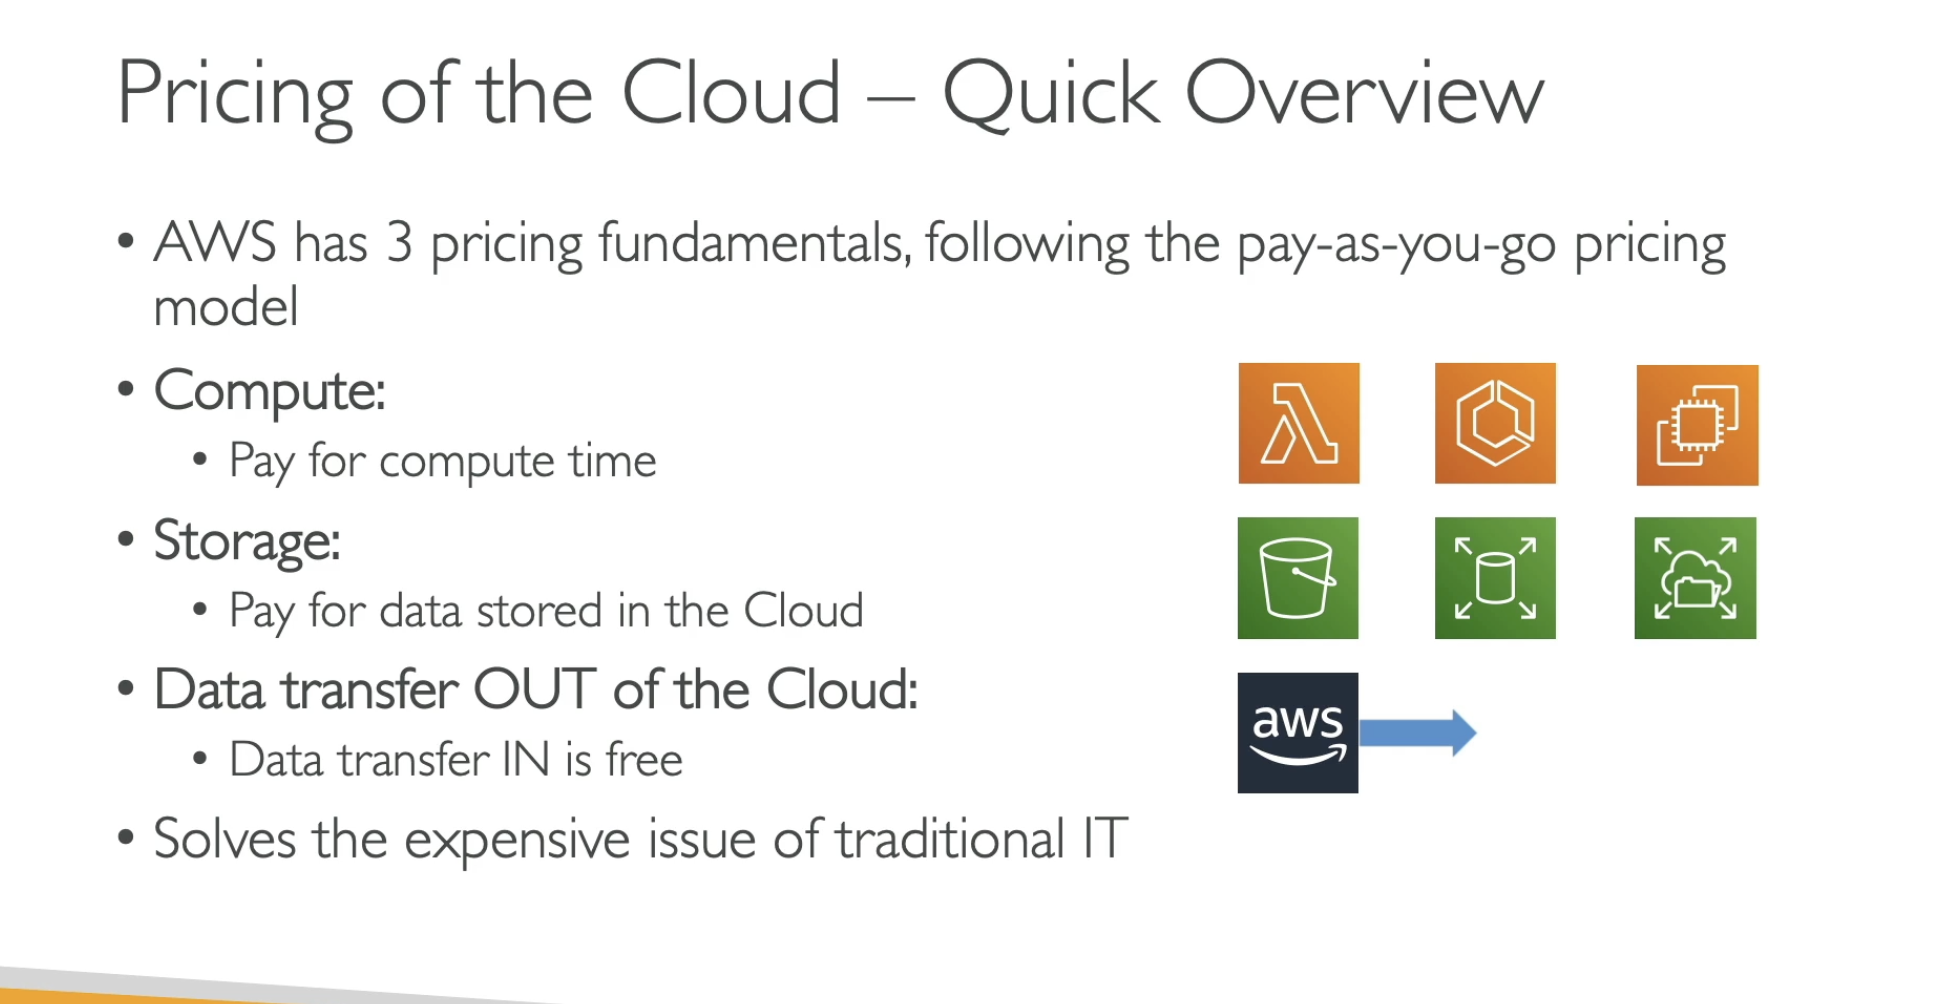 Pricing of the Cloud – Quick Overview
• AWS has 3 pricing fundamentals, following the pay-as-you-go pricing
model
• Compute:
• Pay for compute time
• Storage:
• Pay for data stored in the Cloud
• Data transfer OUT of the Cloud:
• Data transfer IN is free
• Solves the expensive issue of traditional IT
aws